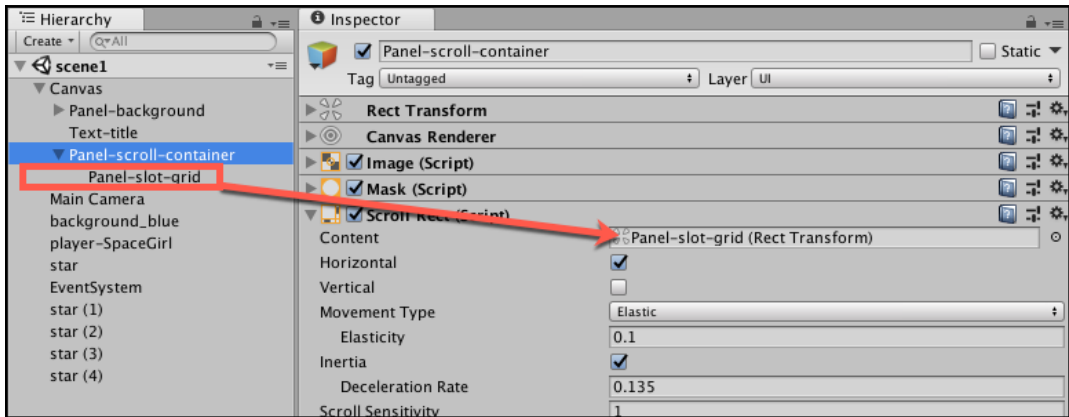 Hierarchy
Create
All
scene1
Canvas
Panel-background
Text-title
Panel-scroll-container
Panel-slot-grid
Main Camera
background_blue
player-SpaceGirl
star
EventSystem
star (1)
star (2)
star (3)
star (4)
Inspector
Panel-scroll-container Static
Tag Untagged Layer UI
Rect Transform
Canvas Renderer
Image (Script)
Mask (Script)
Scroll Rect (Script)
Content Panel-slot-grid (Rect Transform)
Horizontal
Vertical
Movement Type Elastic
Elasticity 0.1
Inertia
Deceleration Rate 0.135
Scroll Sensitivity 1